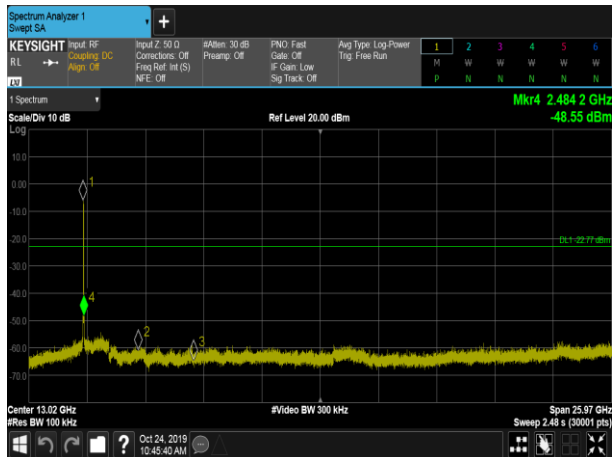 Spectrum Analyzer 1
Swept SA
+
KEYSIGHT Input: RF Input Z: 50 Ω #Atten: 30 dB PNO: Fast Avg Type: Log-Power 1 2 3 4 5 6
RL Coupling: DC Corrections: Off Preamp: Off Gate: Off Trig: Free Run M W W W W W
Align: Off Freq Ref: Int (S) IF Gain: Low
NFE: Off Sig Track: Off P N N N N N
LXI
1 Spectrum Mkr4 2.484 2 GHz
Scale/Div 10 dB Ref Level 20.00 dBm -48.55 dBm
Log
10.0
0.00
1
-10.0
-20.0
DL1 -22.77 dBm
-30.0
-40.0
4
-50.0
2 3
-60.0
-70.0
Center 13.02 GHz #Video BW 300 kHz Span 25.97 GHz
#Res BW 100 kHz Sweep 2.48 s (30001 pts)
? Oct 24, 2019
10:45:40 AM